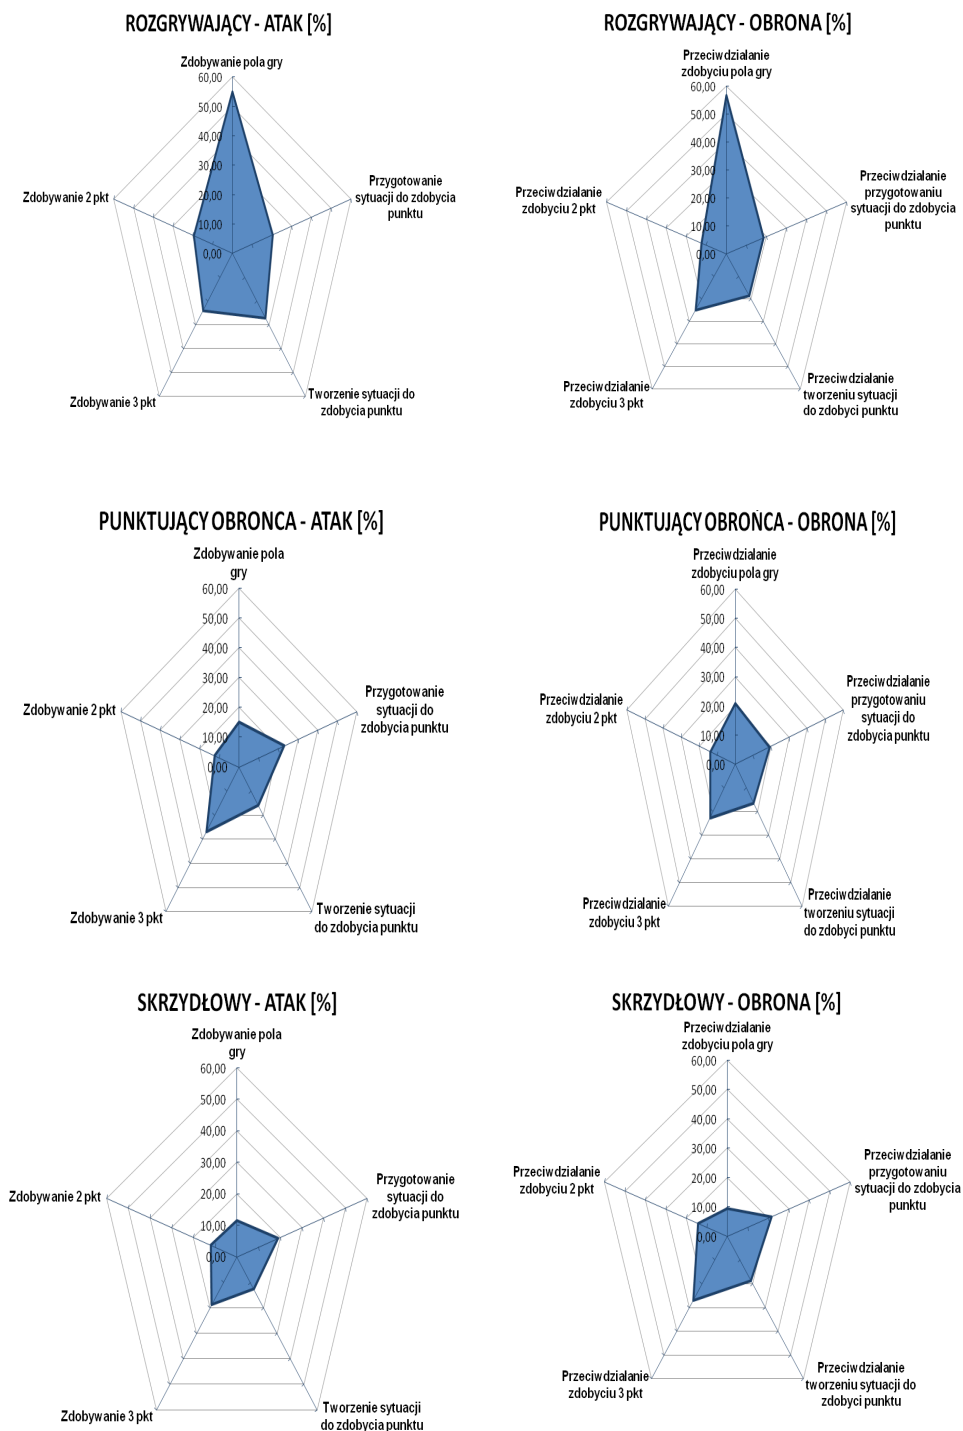 ROZGRYWAJĄCY - ATAK [%]
Zdobywanie pola gry
60,00
50,00
40,00
30,00
20,00
10,00
0,00
Przygotowanie
sytuacji do zdobycia
punktu
Tworzenie sytuacji do
zdobycia punktu
Zdobywanie 3 pkt
Zdobywanie 2 pkt
ROZGRYWAJĄCY - OBRONA [%]
Przeciwdziałanie
zdobyciu pola gry
60,00
50,00
40,00
30,00
20,00
10,00
0,00
Przeciwdziałanie
przygotowaniu
sytuacji do zdobycia
punktu
Przeciwdziałanie
tworzeniu sytuacji
do zdobyci punktu
Przeciwdziałanie
zdobyciu 3 pkt
Przeciwdziałanie
zdobyciu 2 pkt
PUNKTUJĄCY OBRONCA - ATAK [%]
Zdobywanie pola
gry
60,00
50,00
40,00
30,00
20,00
10,00
0,00
Przygotowanie
sytuacji do
zdobycia punktu
Tworzenie sytuacji
do zdobycia punktu
Zdobywanie 3 pkt
Zdobywanie 2 pkt
PUNKTUJĄCY OBROŃCA - OBRONA [%]
Przeciwdziałanie
zdobyciu pola gry
60,00
50,00
40,00
30,00
20,00
10,00
0,00
Przeciwdziałanie
przygotowaniu
sytuacji do
zdobycia punktu
Przeciwdziałanie
tworzeniu sytuacji
do zdobyci punktu
Przeciwdziałanie
zdobyciu 3 pkt
Przeciwdziałanie
zdobyciu 2 pkt
SKRZYDŁOWY - ATAK [%]
Zdobywanie pola
gry
60,00
50,00
40,00
30,00
20,00
10,00
0,00
Przygotowanie
sytuacji do
zdobycia punktu
Tworzenie sytuacji
do zdobycia punktu
Zdobywanie 3 pkt
Zdobywanie 2 pkt
SKRZYDŁOWY - OBRONA [%]
Przeciwdziałanie
zdobyciu pola gry
60,00
50,00
40,00
30,00
20,00
10,00
0,00
Przeciwdziałanie
przygotowaniu
sytuacji do zdobycia
punktu
Przeciwdziałanie
tworzeniu sytuacji do
zdobyci punktu
Przeciwdziałanie
zdobyciu 3 pkt
Przeciwdziałanie
zdobyciu 2 pkt